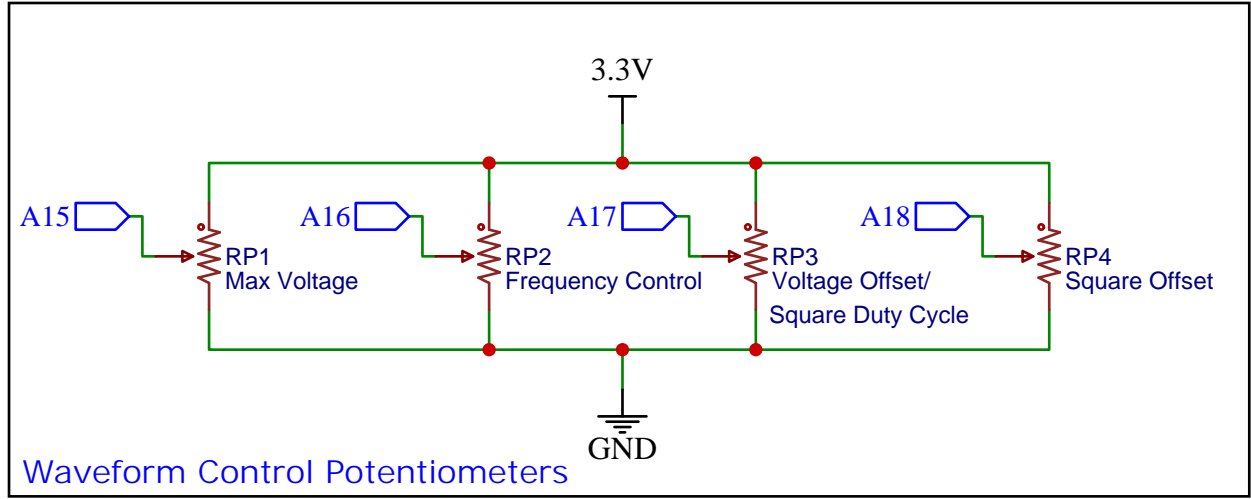 3.3V
A15
A16
A17
A18
RP1
Max Voltage
RP2
Frequency Control
RP3
Voltage Offset/
Square Duty Cycle
RP4
Square Offset
GND
Waveform Control Potentiometers